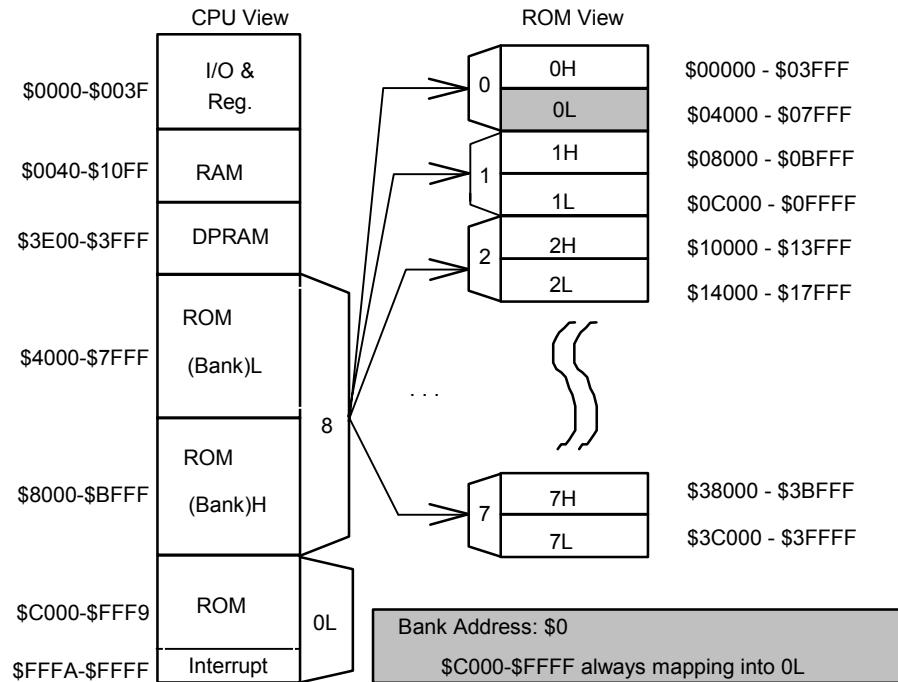 CPU View
ROM View
$0000-$003F
I/O &
Reg.
$0040-$10FF
RAM
$3E00-$3FFF
DPRAM
$4000-$7FFF
ROM
(Bank)L
$8000-$BFFF
ROM
(Bank)H
8
$C000-$FFF9
ROM
0L
$FFFA-$FFFF
Interrupt
. . .
0
0H
$00000 - $03FFF
0L
$04000 - $07FFF
1
1H
$08000 - $0BFFF
1L
$0C000 - $0FFFF
2
2H
$10000 - $13FFF
2L
$14000 - $17FFF
7
7H
$38000 - $3BFFF
7L
$3C000 - $3FFFF
Bank Address: $0
$C000-$FFFF always mapping into 0L